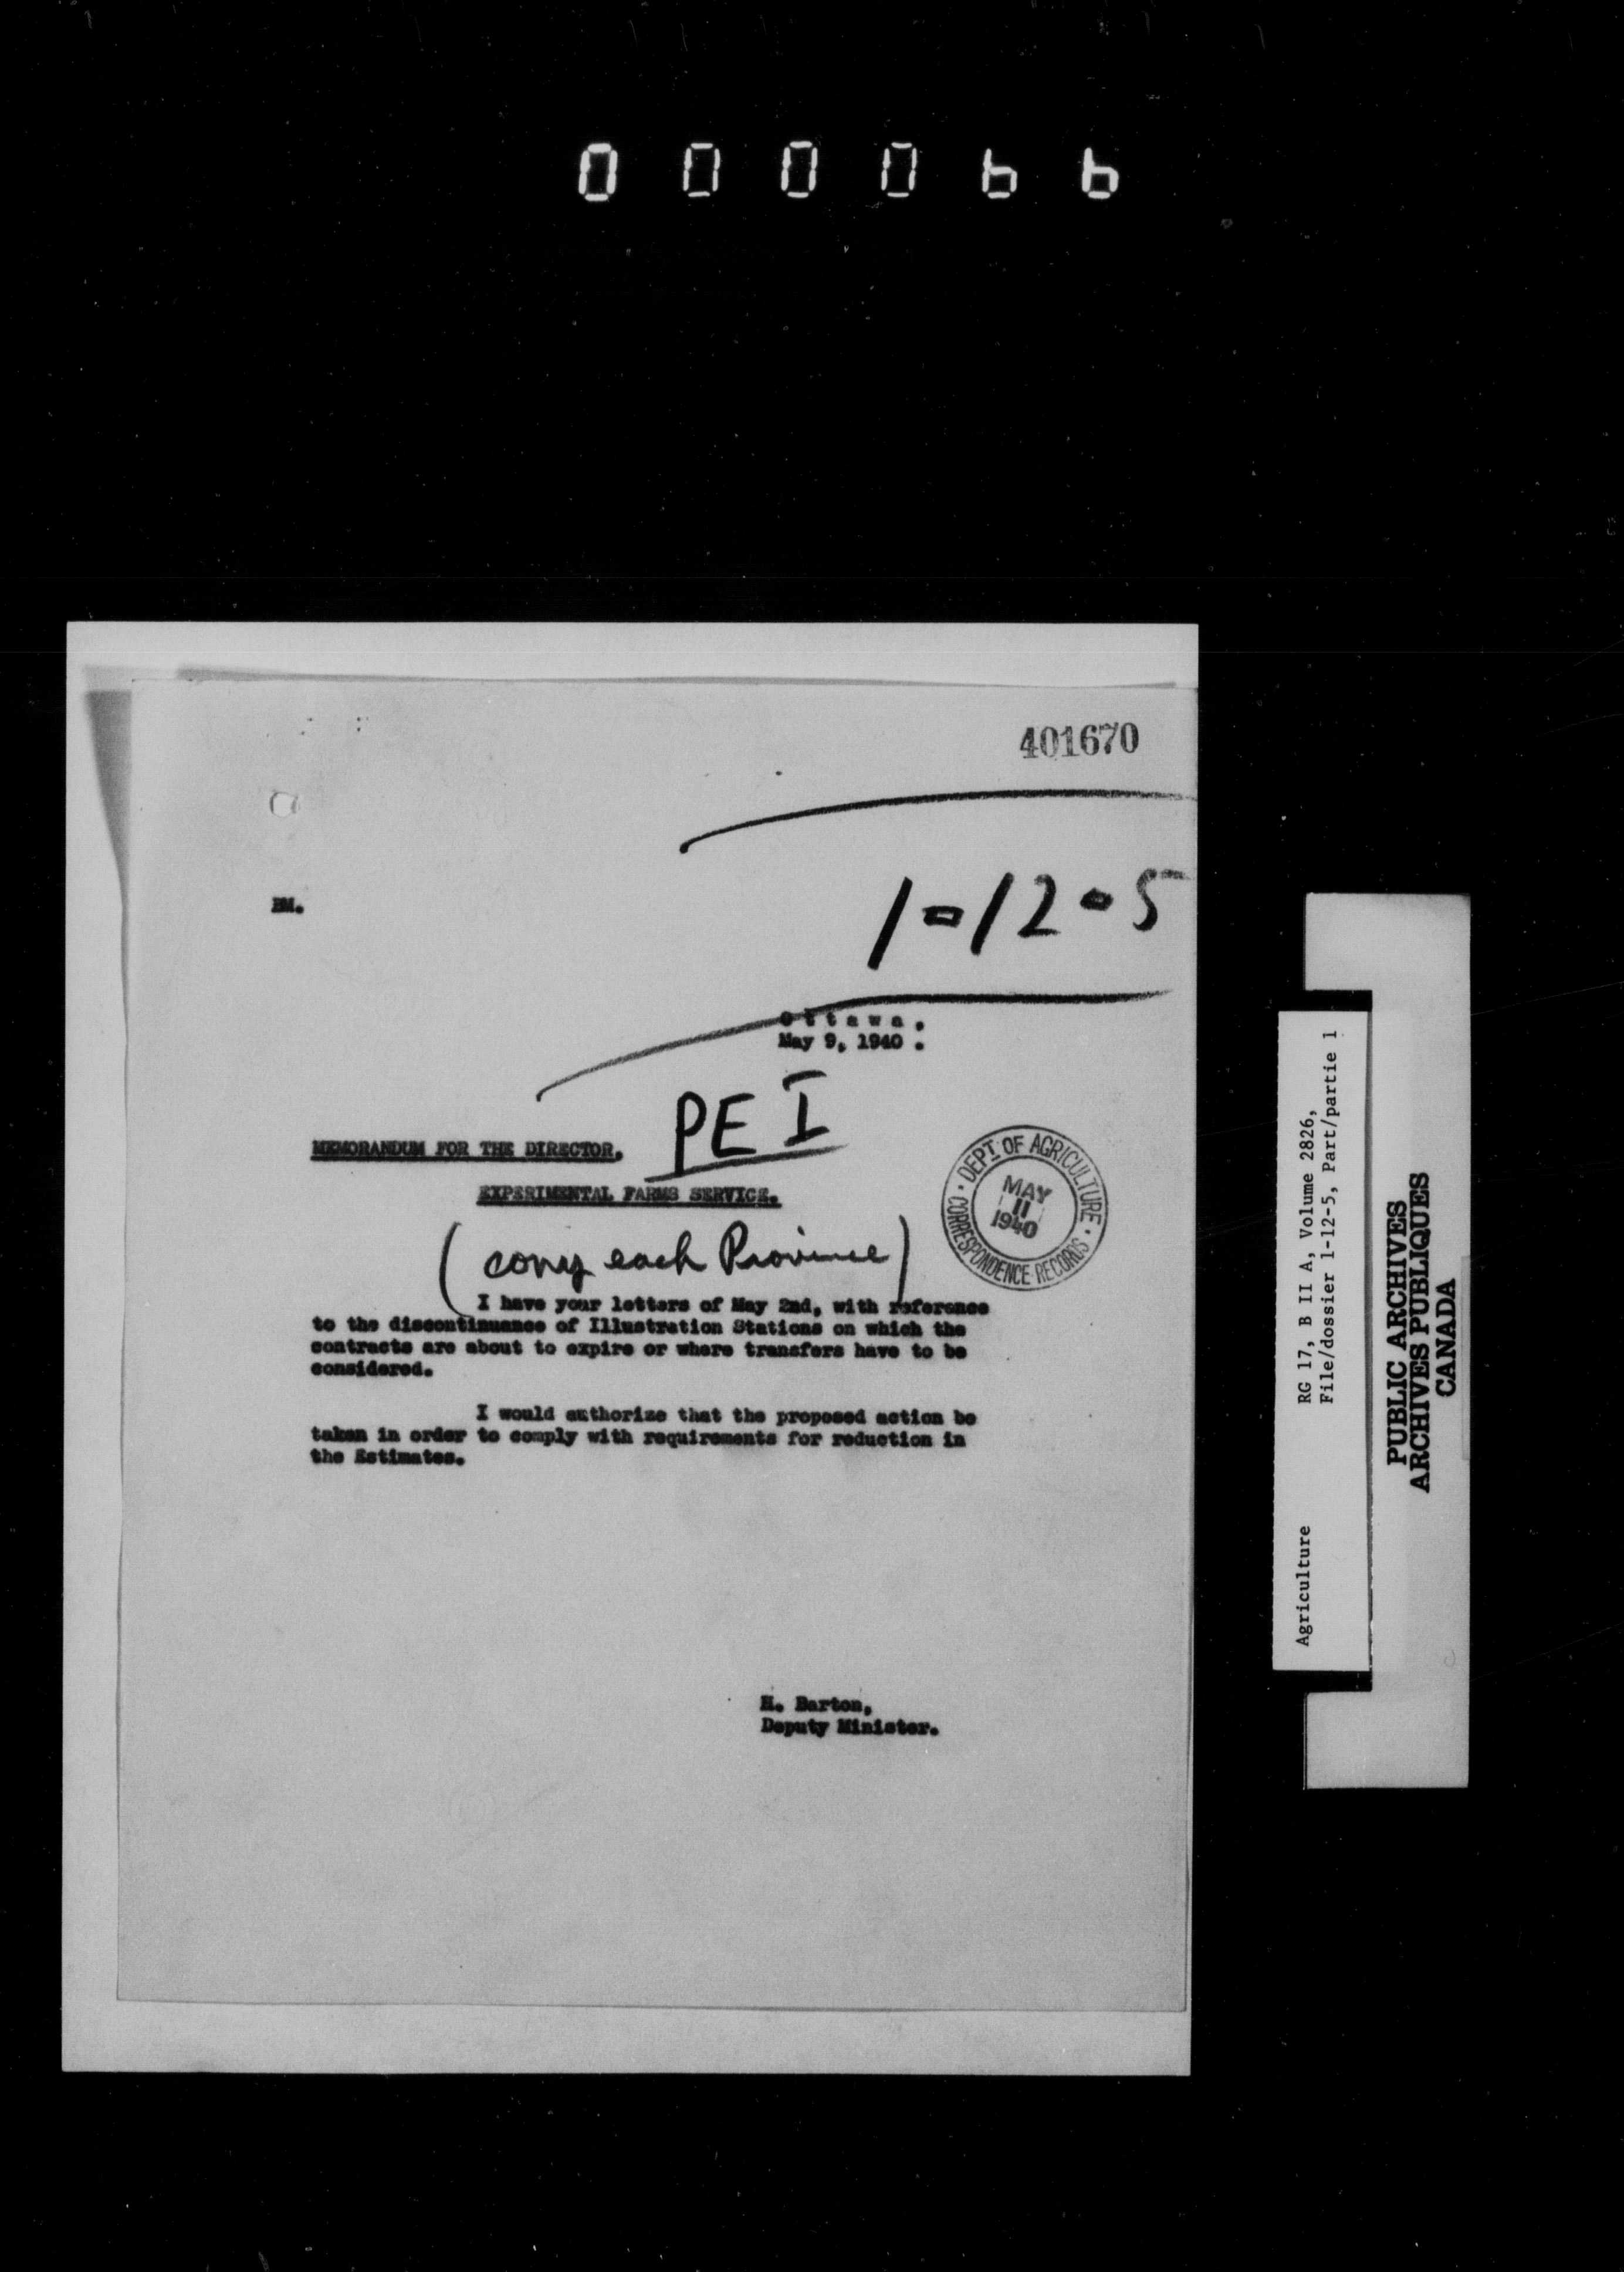 000066
401670
1-12-5
BM.
Ottawa,
May 9, 1940.
PEI
MEMORANDUM FOR THE DIRECTOR,
EXPERIMENTAL FARMS SERVICE.
(copy each Province)
DEPT. OF AGRICULTURE
MAY
11
1940
CORRESPONDENCE RECORDS
I have your letters of May 2nd, with reference
to the discontinuance of Illustration Stations on which the
contracts are about to expire or where transfers have to be
considered.
I would authorize that the proposed action be
taken in order to comply with requirements for reduction in
the Estimates.
H. Barton,
Deputy Minister.
Agriculture RG 17, B II A, Volume 2826,
File/dossier 1-12-5, Part/partie 1
PUBLIC ARCHIVES
ARCHIVES PUBLIQUES
CANADA